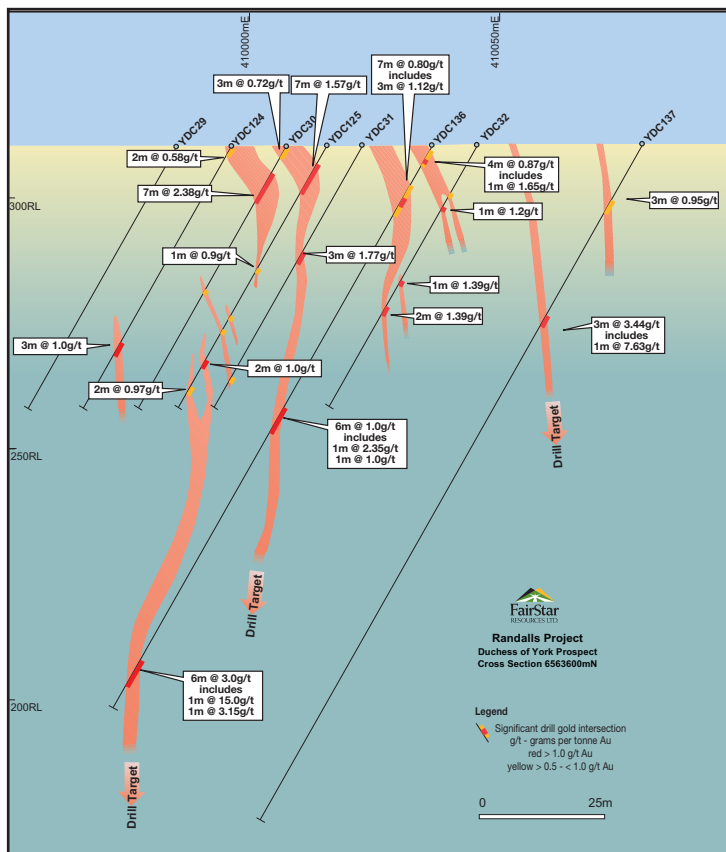 410000mE
410050mE
3m @ 0.72g/t
7m @ 1.57g/t
7m @ 0.80g/t
includes
3m @ 1.12g/t
YDC29
YDC124
YDC30
YDC125
YDC31
YDC136
YDC32
YDC137
2m @ 0.58g/t
4m @ 0.87g/t
includes
1m @ 1.65g/t
7m @ 2.38g/t
300RL
3m @ 0.95g/t
1m @ 1.2g/t
1m @ 0.9g/t
3m @ 1.77g/t
1m @ 1.39g/t
2m @ 1.39g/t
3m @ 3.44g/t
includes
1m @ 7.63g/t
3m @ 1.0g/t
2m @ 1.0g/t
2m @ 0.97g/t
6m @ 1.0g/t
includes
1m @ 2.35g/t
1m @ 1.0g/t
Drill Target
250RL
Drill Target
FairStar
RESOURCES LTD.
Randalls Project
Duchess of York Prospect
Cross Section 6563600mN
6m @ 3.0g/t
includes
1m @ 15.0g/t
1m @ 3.15g/t
200RL
Legend
Significant drill gold intersection
g/t - grams per tonne Au
red > 1.0 g/t Au
yellow > 0.5 - < 1.0 g/t Au
Drill Target
0 25m